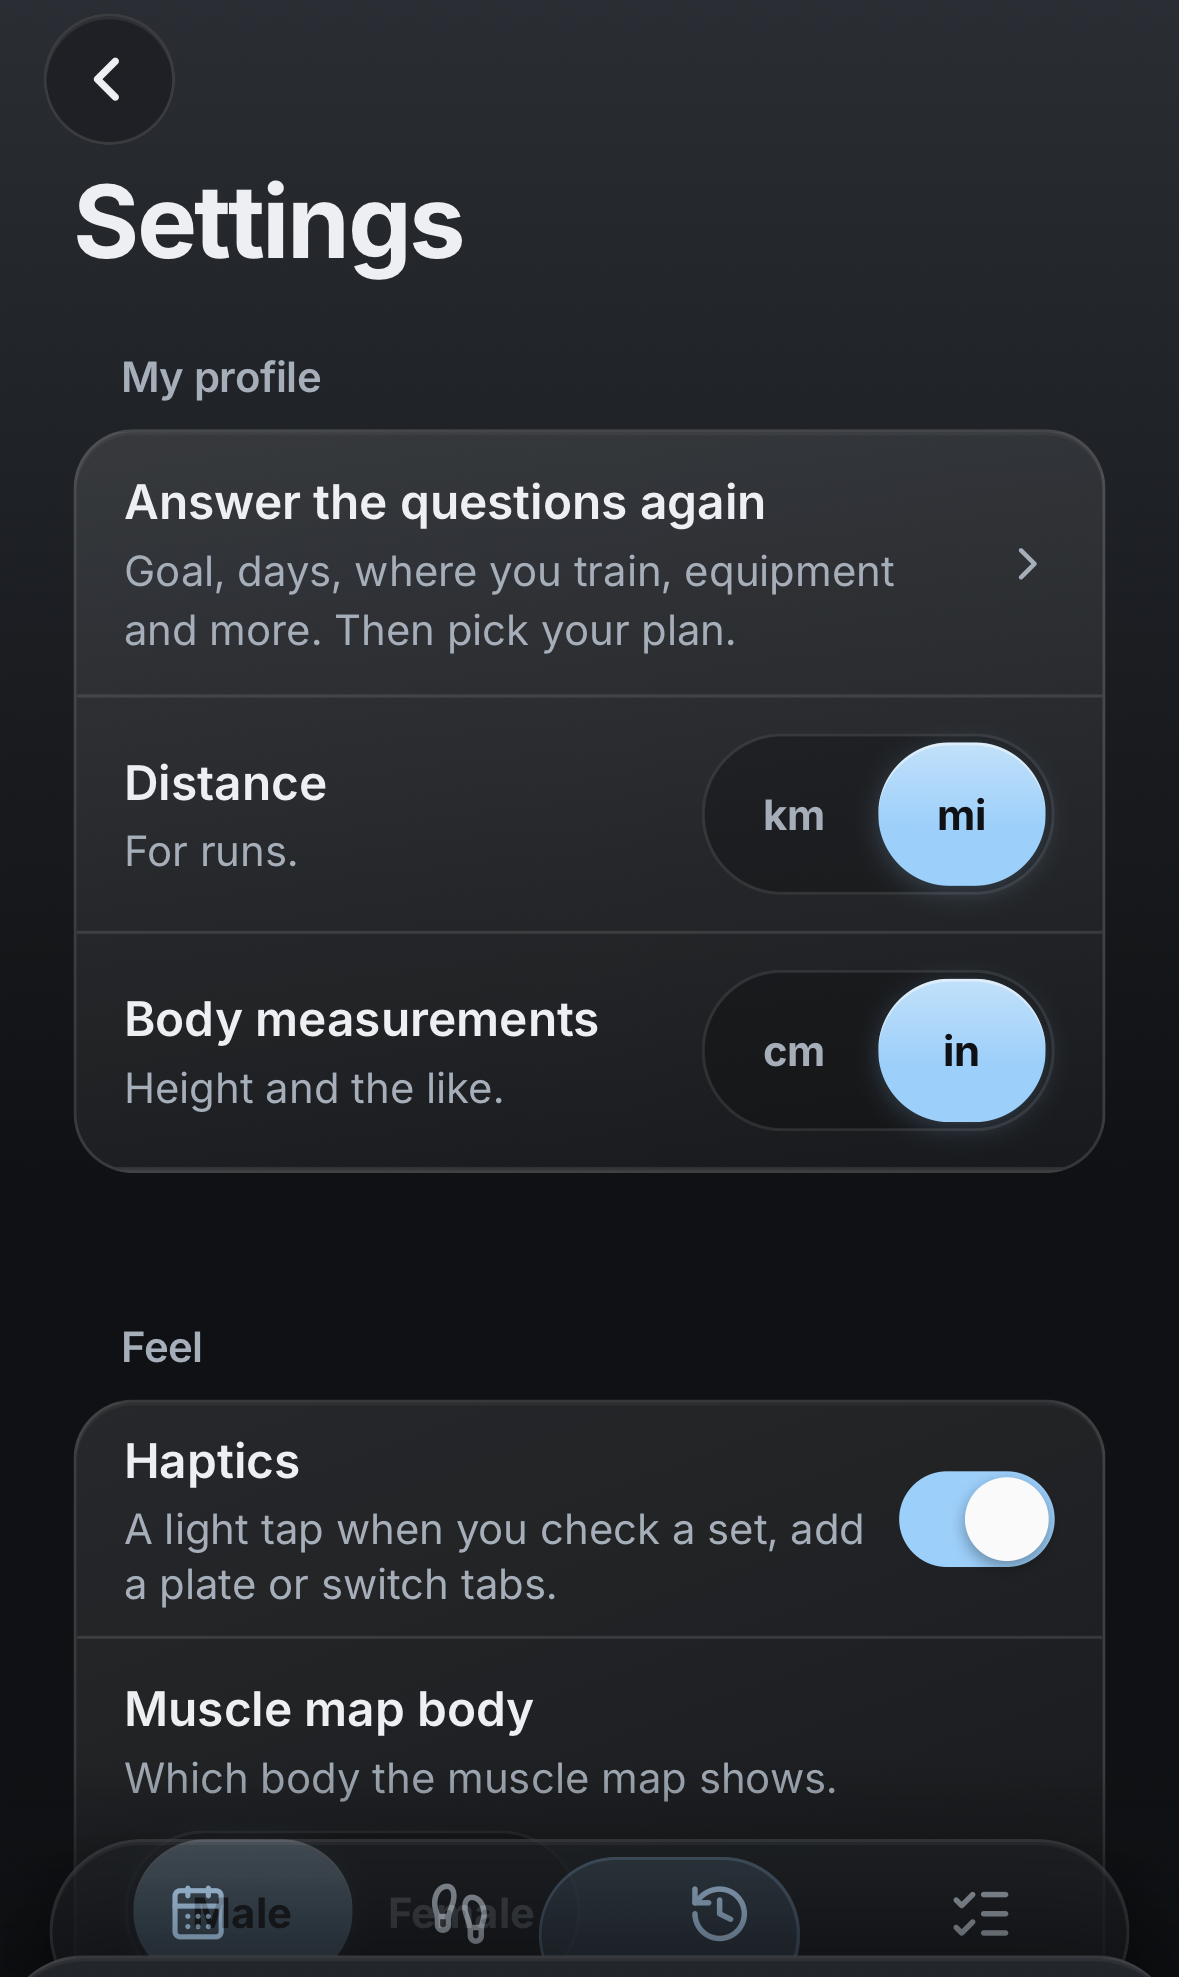 Settings
My profile
Answer the questions again
Goal, days, where you train, equipment
and more. Then pick your plan.
Distance
For runs.
km
mi
Body measurements
Height and the like.
cm
in
Feel
Haptics
A light tap when you check a set, add
a plate or switch tabs.
Muscle map body
Which body the muscle map shows.
Male
Female